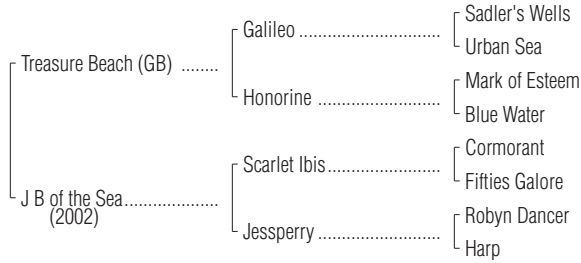 Sadler's Wells
Galileo ..............................
Urban Sea
Treasure Beach (GB) ........
Mark of Esteem
Honorine ..........................
Blue Water
Cormorant
Scarlet Ibis........................
Fifties Galore
J B of the Sea....................
(2002)
Robyn Dancer
Jessperry ..........................
Harp